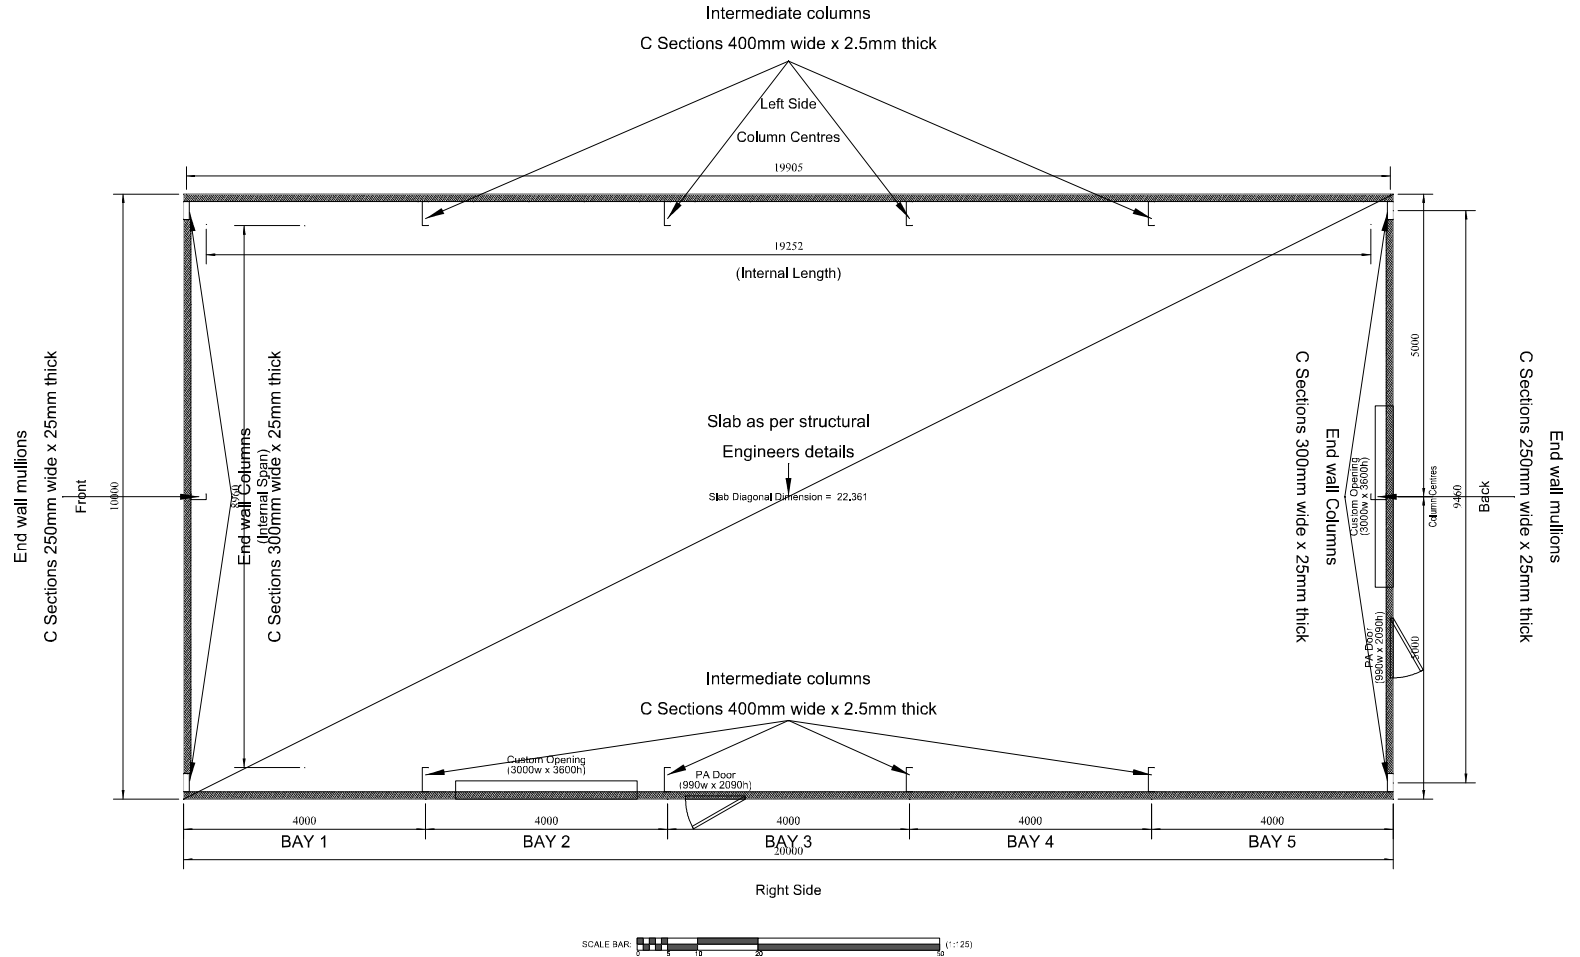 Intermediate columns
C Sections 400mm wide x 2.5mm thick
Left Side
Column Centres
19905
19252
(Internal Length)
End wall mullions
C Sections 250mm wide x 25mm thick
Front
10000
8960
End wall Columns
(Internal Span)
C Sections 300mm wide x 25mm thick
Slab as per structural
Engineers details
Slab Diagonal Dimension = 22,361
C Sections 300mm wide x 25mm thick
End wall Columns
Custom Opening
(3000w x 3600h)
5000
Column Centres
9460
Back
C Sections 250mm wide x 25mm thick
End wall mullions
PA Door
(990w x 2090h)
5000
Intermediate columns
C Sections 400mm wide x 2.5mm thick
Custom Opening
(3000w x 3600h)
PA Door
(990w x 2090h)
4000
4000
4000
4000
4000
BAY 1
BAY 2
BAY 3
BAY 4
BAY 5
20000
Right Side
SCALE BAR:
(1:125)
0 5 10 20 50